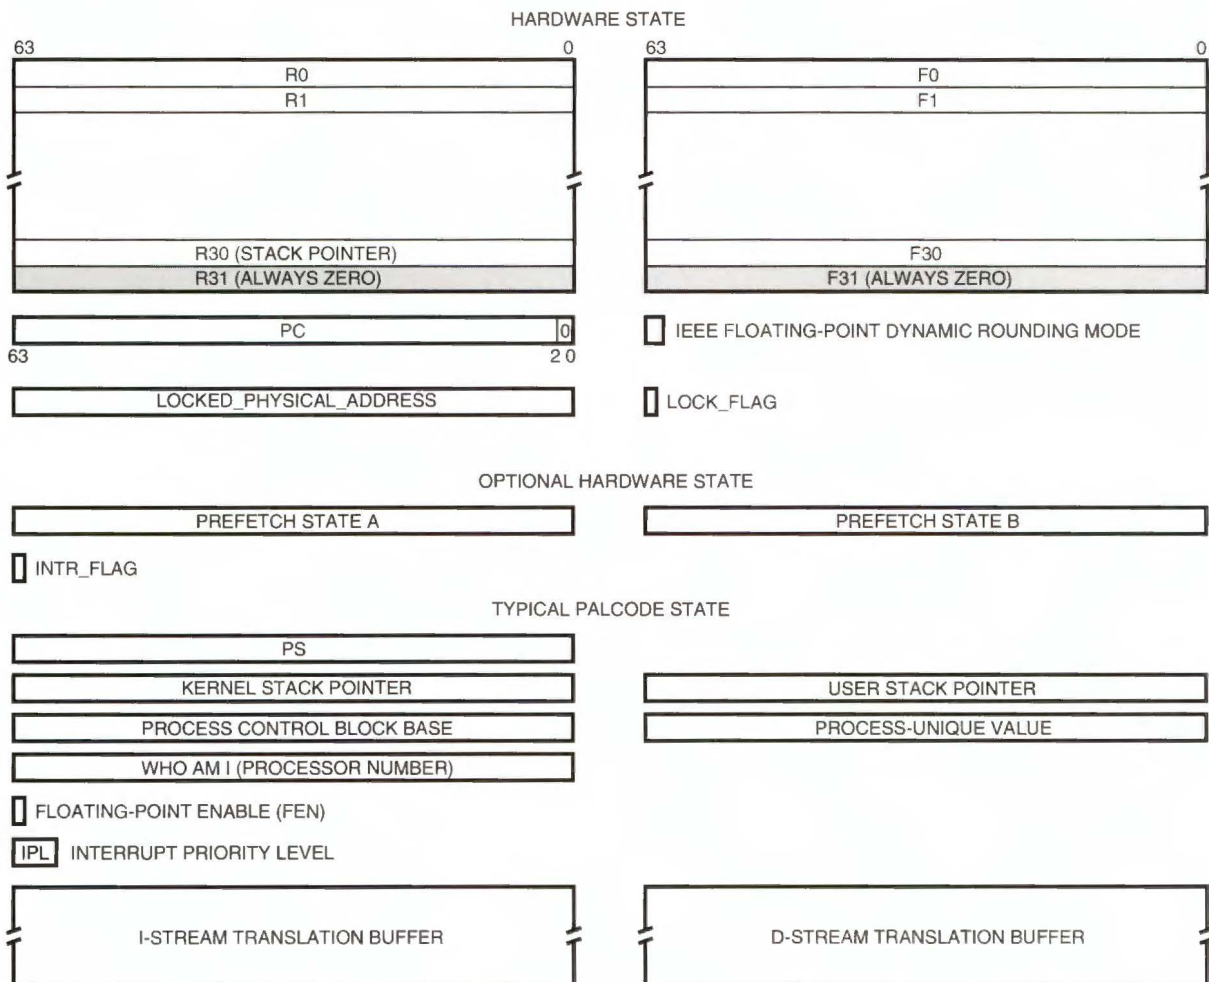 HARDWARE STATE
63 0 63 0
R0 F0
R1 F1
R30 (STACK POINTER) F30
R31 (ALWAYS ZERO) F31 (ALWAYS ZERO)
PC 0 IEEE FLOATING-POINT DYNAMIC ROUNDING MODE
63 2 0
LOCKED_PHYSICAL_ADDRESS LOCK_FLAG
OPTIONAL HARDWARE STATE
PREFETCH STATE A PREFETCH STATE B
INTR_FLAG
TYPICAL PALCODE STATE
PS
KERNEL STACK POINTER USER STACK POINTER
PROCESS CONTROL BLOCK BASE PROCESS-UNIQUE VALUE
WHO AM I (PROCESSOR NUMBER)
FLOATING-POINT ENABLE (FEN)
IPL INTERRUPT PRIORITY LEVEL
I-STREAM TRANSLATION BUFFER D-STREAM TRANSLATION BUFFER